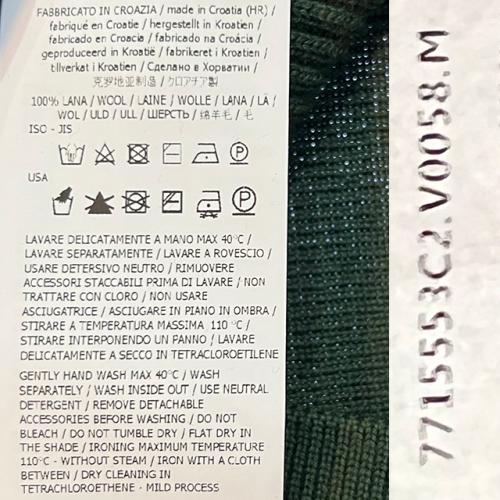 FABBRICATO IN CROAZIA / made in Croatia (HR) /
fabriqué en Croatie / hergestellt in Kroatien /
fabricado en Croacia / fabricado na Croácia /
geproduceerd in Kroatië / fabrikeret i Kroatien /
tillverkat i Kroatien / Сделано в Хорватии /
克罗地亚制造 / クロアチア製
100% LANA / WOOL / LAINE / WOLLE / LANA / LÃ /
WOL / ULD / ULL / ШЕРСТЬ / 绵羊毛 / 毛
ISO - JIS
USA
LAVARE DELICATAMENTE A MANO MAX 40°C /
LAVARE SEPARATAMENTE / LAVARE A ROVESCIO /
USARE DETERSIVO NEUTRO / RIMUOVERE
ACCESSORI STACCABILI PRIMA DI LAVARE / NON
TRATTARE CON CLORO / NON USARE
ASCIUGATRICE / ASCIUGARE IN PIANO IN OMBRA /
STIRARE A TEMPERATURA MASSIMA 110 °C /
STIRARE INTERPONENDO UN PANNO / LAVARE
DELICATAMENTE A SECCO IN TETRACLOROETILENE
GENTLY HAND WASH MAX 40°C / WASH
SEPARATELY / WASH INSIDE OUT / USE NEUTRAL
DETERGENT / REMOVE DETACHABLE
ACCESSORIES BEFORE WASHING / DO NOT
BLEACH / DO NOT TUMBLE DRY / FLAT DRY IN
THE SHADE / IRONING MAXIMUM TEMPERATURE
110°C - WITHOUT STEAM / IRON WITH A CLOTH
BETWEEN / DRY CLEANING IN
TETRACHLOROETHENE - MILD PROCESS
7715553C2.V0058.M